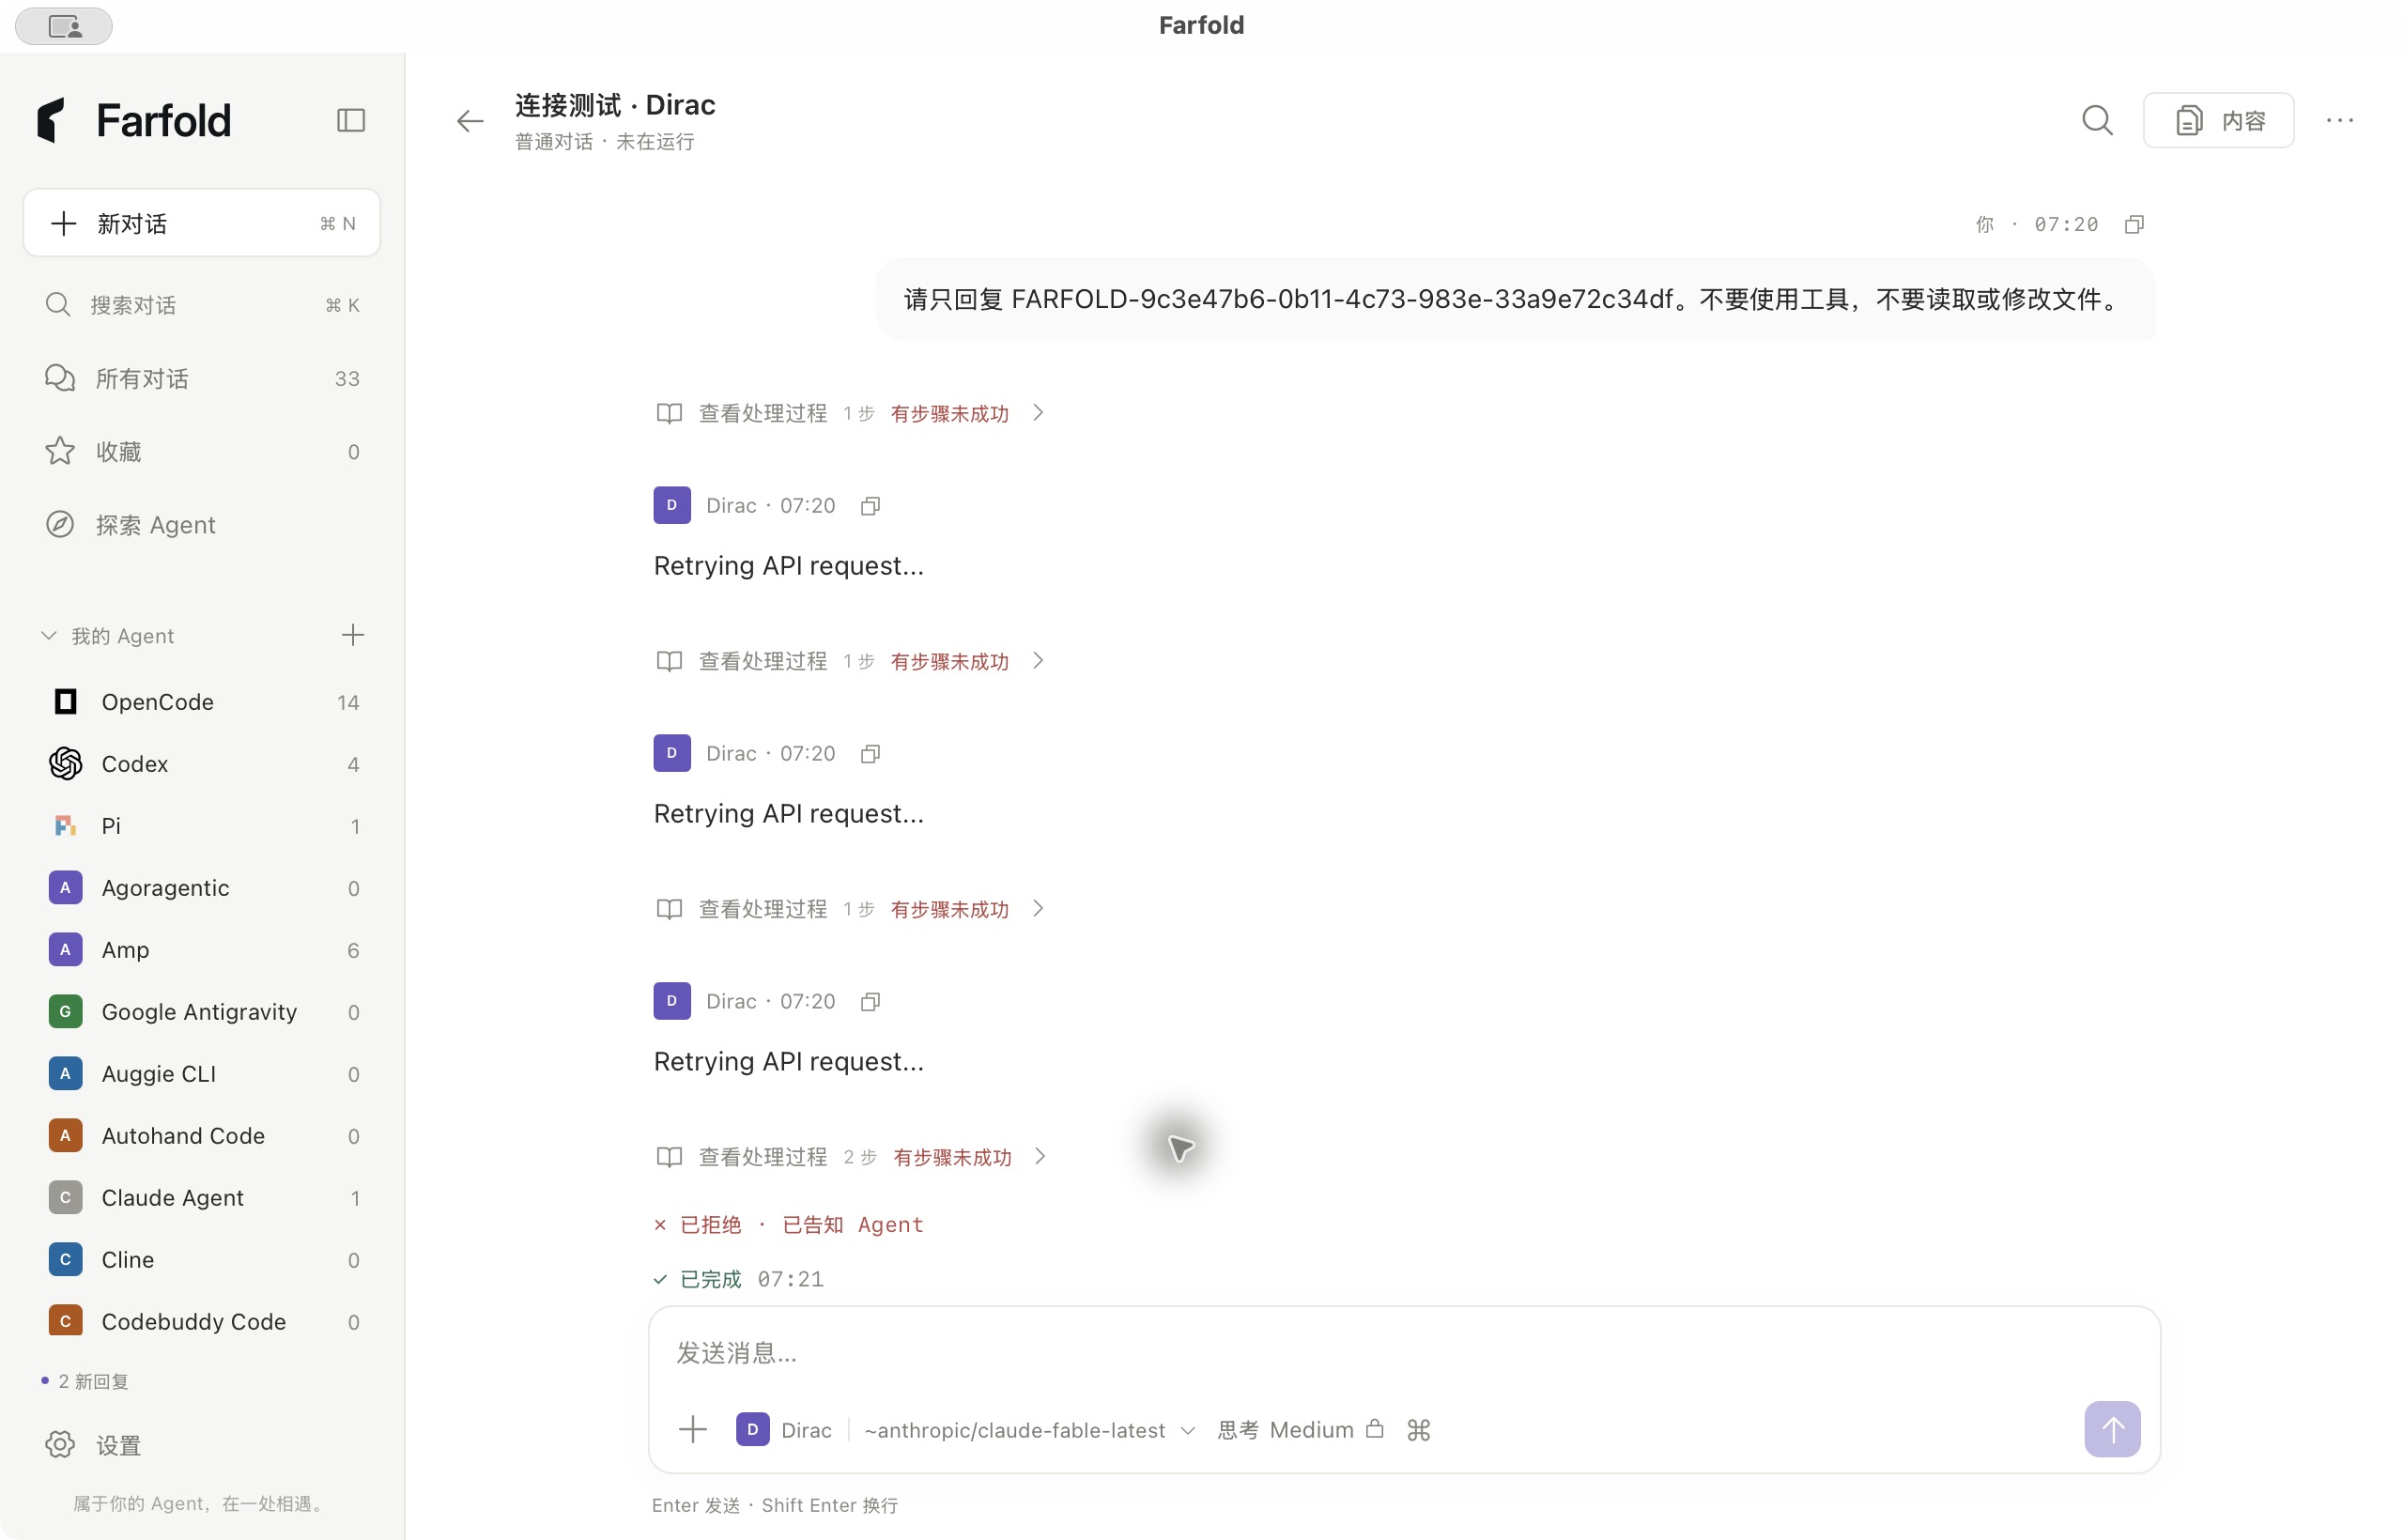 Farfold
Farfold
新对话 ⌘ N
搜索对话 ⌘ K
所有对话 33
收藏 0
探索 Agent
我的 Agent
OpenCode 14
Codex 4
Pi 1
A Agoragentic 0
A Amp 6
G Google Antigravity 0
A Auggie CLI 0
A Autohand Code 0
C Claude Agent 1
C Cline 0
C Codebuddy Code 0
2 新回复
设置
属于你的 Agent，在一处相遇。
连接测试 · Dirac
普通对话 · 未在运行
内容
你 · 07:20
请只回复 FARFOLD-9c3e47b6-0b11-4c73-983e-33a9e72c34df。不要使用工具，不要读取或修改文件。
查看处理过程 1 步 有步骤未成功
D Dirac · 07:20
Retrying API request...
查看处理过程 1 步 有步骤未成功
D Dirac · 07:20
Retrying API request...
查看处理过程 1 步 有步骤未成功
D Dirac · 07:20
Retrying API request...
查看处理过程 2 步 有步骤未成功
× 已拒绝 · 已告知 Agent
✓ 已完成 07:21
发送消息...
D Dirac ~anthropic/claude-fable-latest 思考 Medium ⌘
Enter 发送 · Shift Enter 换行